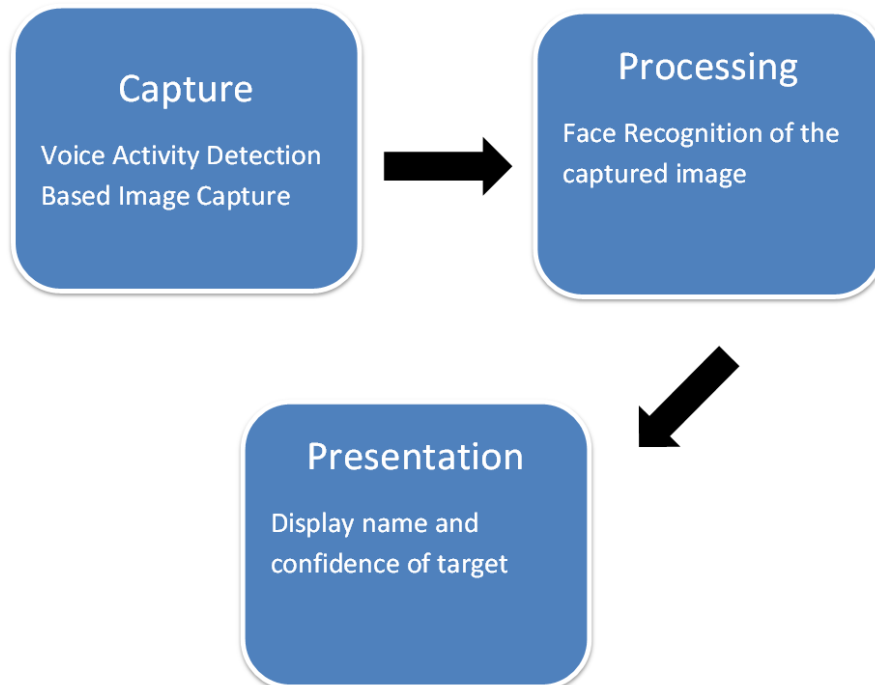 Capture
Voice Activity Detection
Based Image Capture
Processing
Face Recognition of the
captured image
Presentation
Display name and
confidence of target